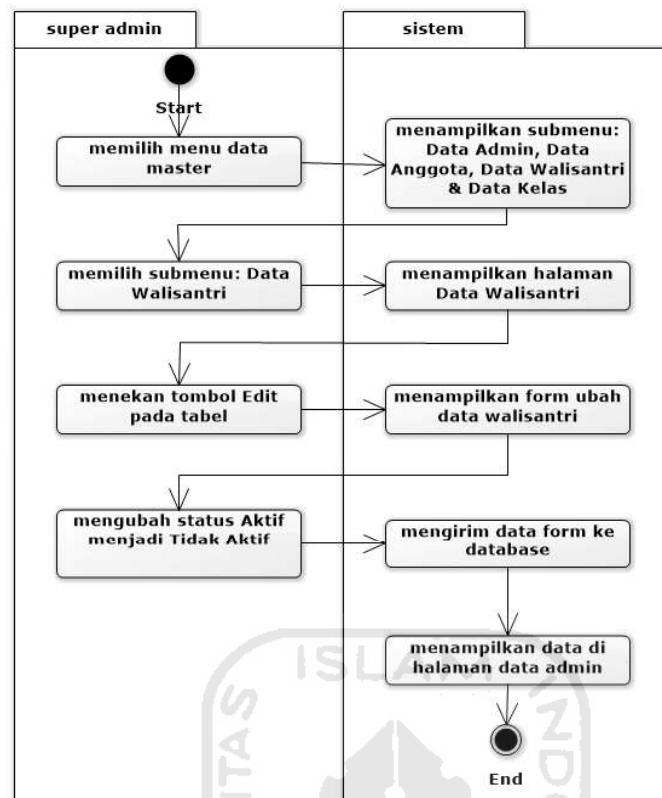 super admin
sistem
Start
memilih menu data
master
menampilkan submenu:
Data Admin, Data
Anggota, Data Walisantri
& Data Kelas
memilih submenu: Data
Walisantri
menampilkan halaman
Data Walisantri
menekan tombol Edit
pada tabel
menampilkan form ubah
data walisantri
mengubah status Aktif
menjadi Tidak Aktif
mengirim data form ke
database
menampilkan data di
halaman data admin
End
ISLAM